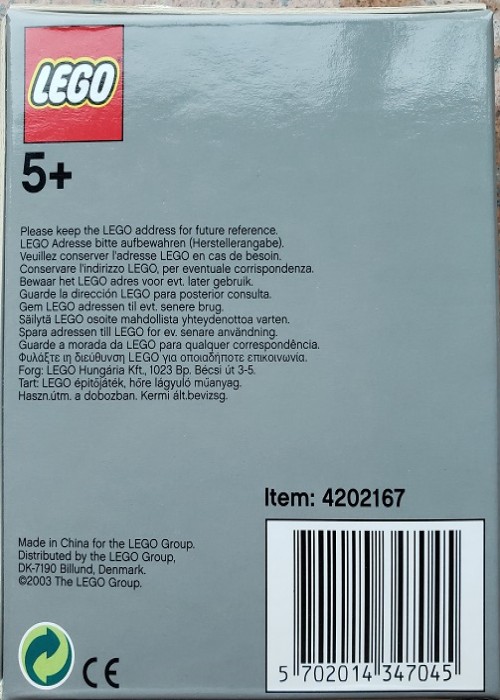 LEGO
5+
Please keep the LEGO address for future reference.
LEGO Adresse bitte aufbewahren (Herstellerangabe).
Veuillez conserver l'adresse LEGO en cas de besoin.
Conservare l'indirizzo LEGO, per eventuale corrispondenza.
Bewaar het LEGO adres voor evt. later gebruik.
Guarde la dirección LEGO para posterior consulta.
Gem LEGO adressen til evt. senere brug.
Säilytä LEGO osoite mahdollista yhteydenottoa varten.
Spara adressen till LEGO for ev. senare användning.
Guarde a morada da LEGO para qualquer correspondência.
Φυλάξτε τη διεύθυνση LEGO για οποιαδήποτε επικοινωνία.
Forg: LEGO Hungária Kft., 1023 Bp. Bécsi út 3-5.
Tart: LEGO építőjáték, hőre lágyuló műanyag.
Haszn.útm. a dobozban. Kermi ált.bevizsg.
Item: 4202167
Made in China for the LEGO Group.
Distributed by the LEGO Group,
DK-7190 Billund, Denmark.
©2003 The LEGO Group.
CE
5 702014 347045